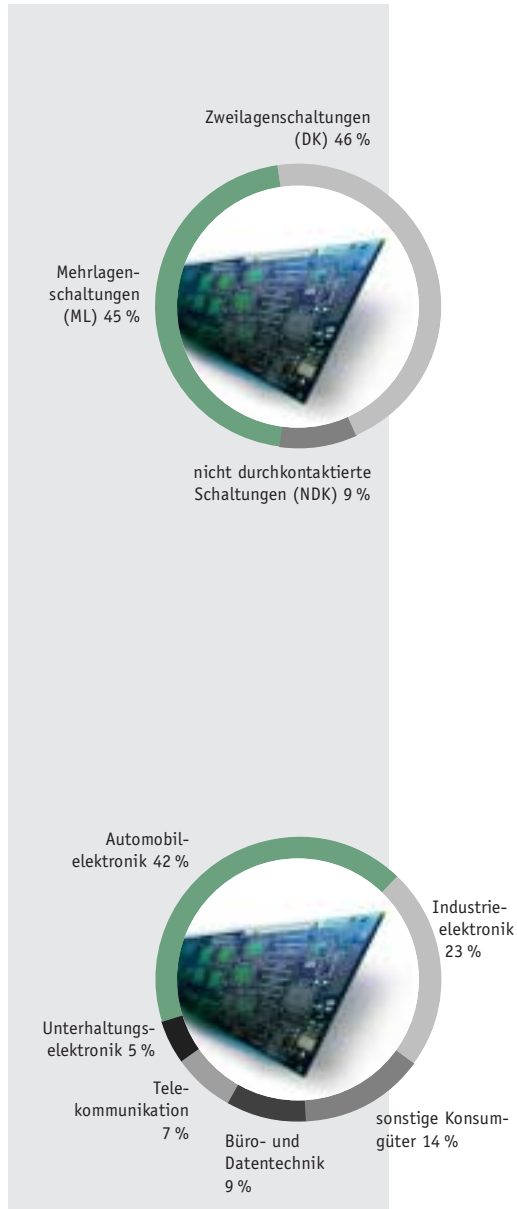 Zweilagenschaltungen
(DK) 46 %
Mehrlagen-
schaltungen
(ML) 45 %
nicht durchkontaktierte
Schaltungen (NDK) 9 %
Automobil-
elektronik 42 %
Industrie-
elektronik
23 %
Unterhaltungs-
elektronik 5 %
Tele-
kommunikation
7 %
Büro- und
Datentechnik
9 %
sonstige Konsum-
güter 14 %